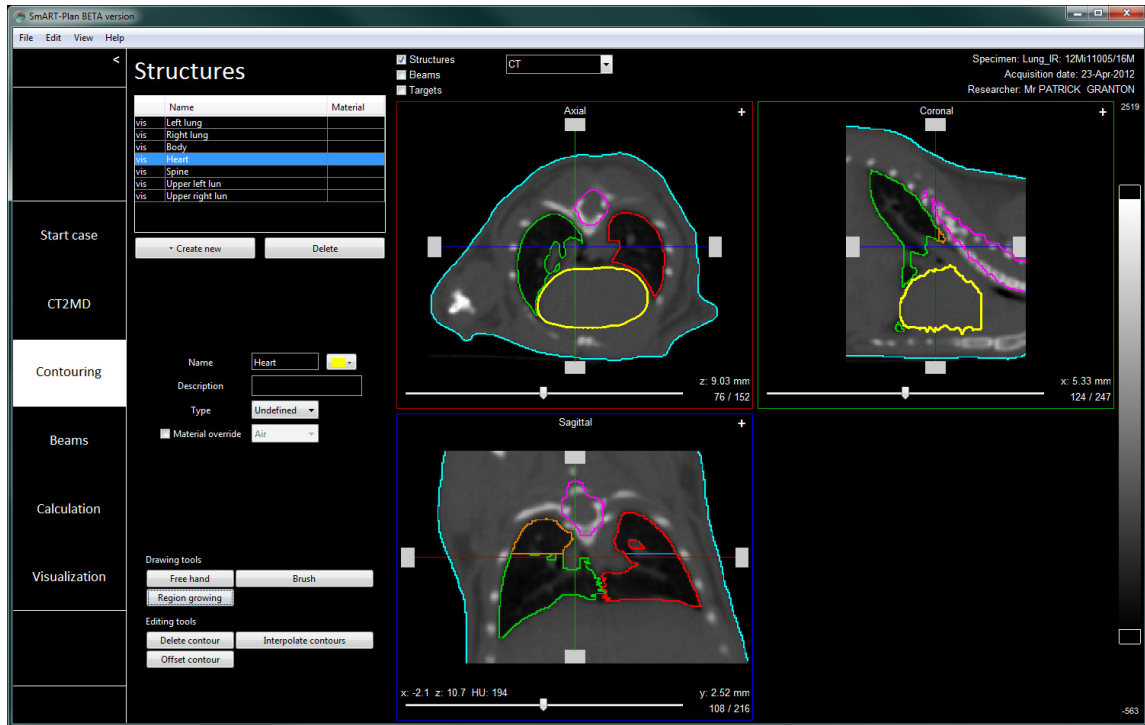 SmART-Plan BETA version
File Edit View Help
<
Structures
Structures
Beams
Targets
CT
Specimen: Lung_IR: 12Mi11005/16M
Acquisition date: 23-Apr-2012
Researcher: Mr PATRICK GRANTON
Name Material
vis Left lung
vis Right lung
vis Body
vis Heart
vis Spine
vis Upper left lun
vis Upper right lun
Create new Delete
Start case
CT2MD
Contouring
Beams
Calculation
Visualization
Name Heart
Description
Type Undefined
Material override Air
Drawing tools
Free hand Brush
Region growing
Editing tools
Delete contour Interpolate contours
Offset contour
Axial +
z: 9.03 mm
76 / 152
Coronal +
x: 5.33 mm
124 / 247
2519
Sagittal +
x: -2.1 z: 10.7 HU: 194
y: 2.52 mm
108 / 216
-563